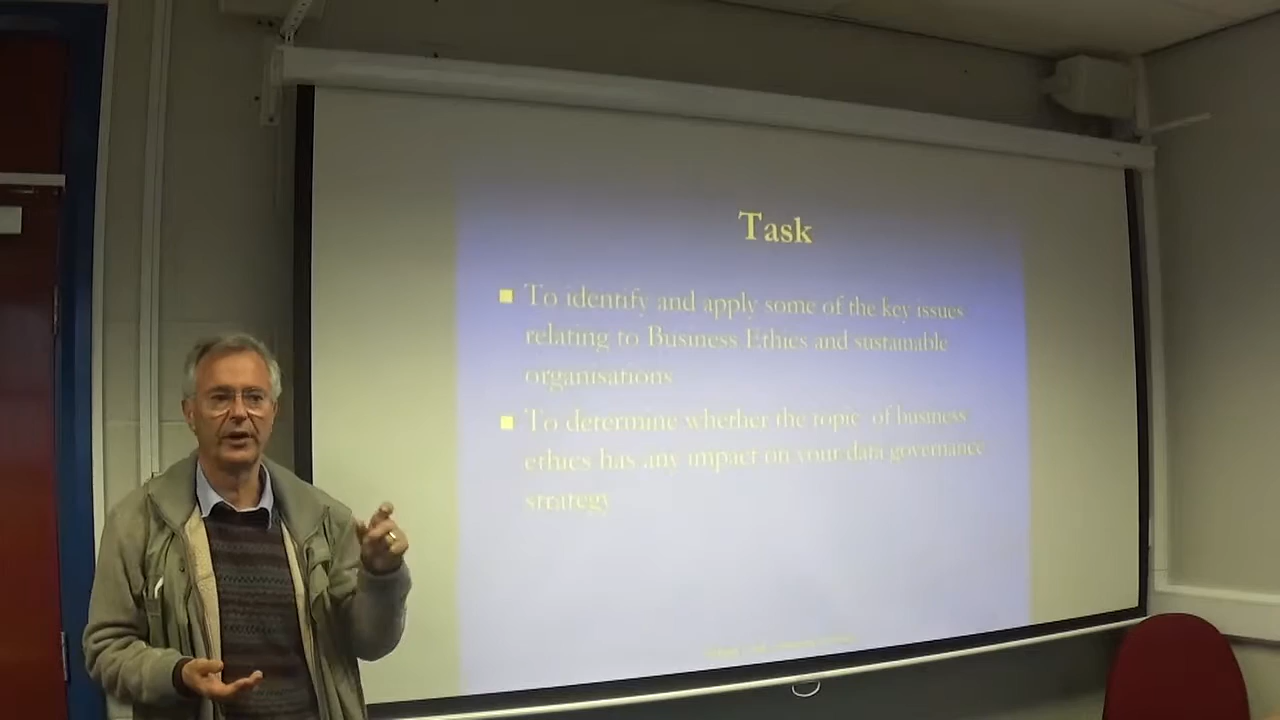 Task
To identify and apply some of the key issues
relating to Business Ethics and sustainable
organisations
To determine whether the topic of business
ethics has any impact on your data governance
strategy